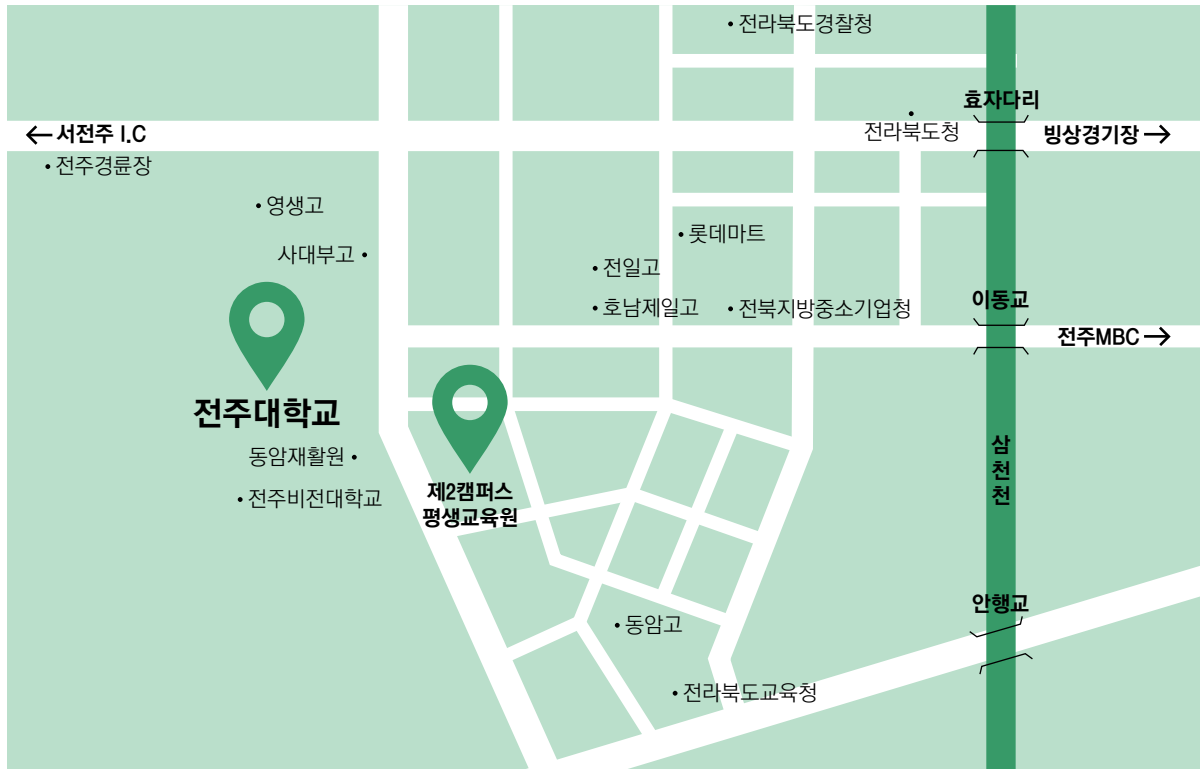 • 전라북도경찰청
효자다리
← 서전주 I.C
전라북도청
빙상경기장 →
• 전주경륜장
• 영생고
• 롯데마트
사대부고 •
• 전일고
이동교
• 호남제일고
• 전북지방중소기업청
전주MBC →
전주대학교
동암재활원 •
삼
천
천
• 전주비전대학교
제2캠퍼스
평생교육원
안행교
• 동암고
• 전라북도교육청